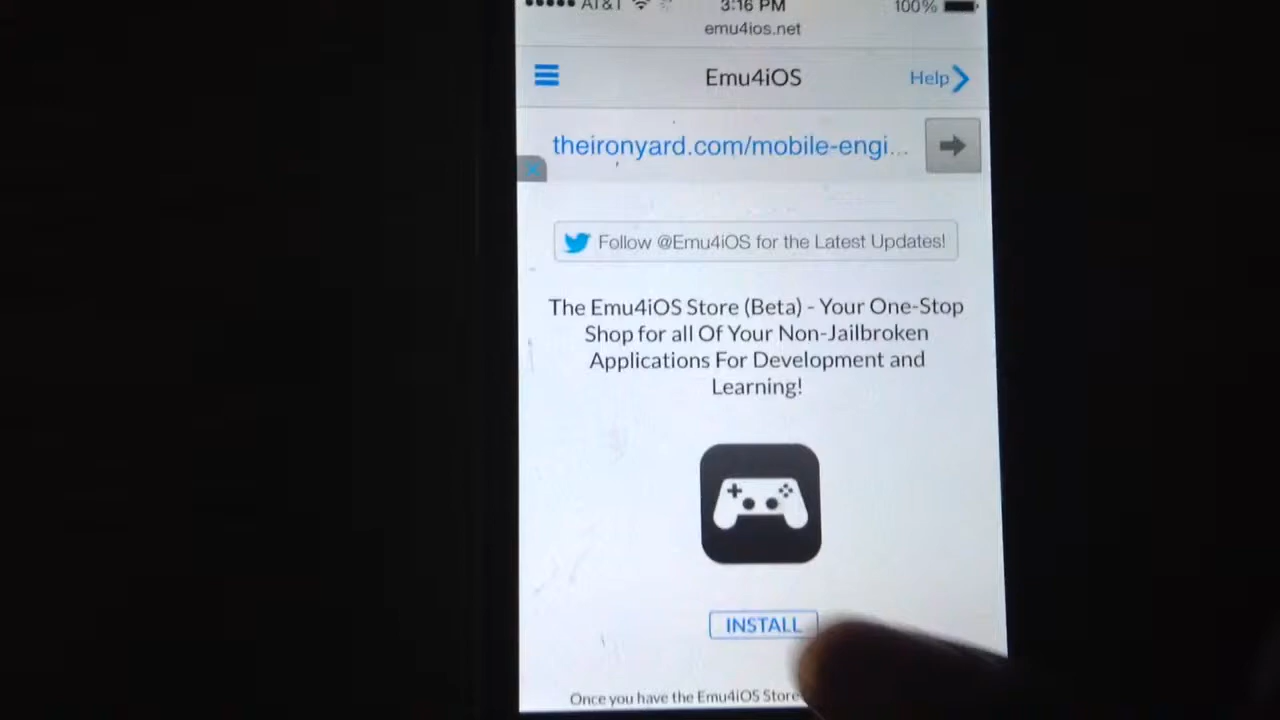 AT&T 3:16 PM 100%
emu4ios.net
Emu4iOS Help
theironyard.com/mobile-engi...
Follow @Emu4iOS for the Latest Updates!
The Emu4iOS Store (Beta) - Your One-Stop
Shop for all Of Your Non-Jailbroken
Applications For Development and
Learning!
INSTALL
Once you have the Emu4iOS Store